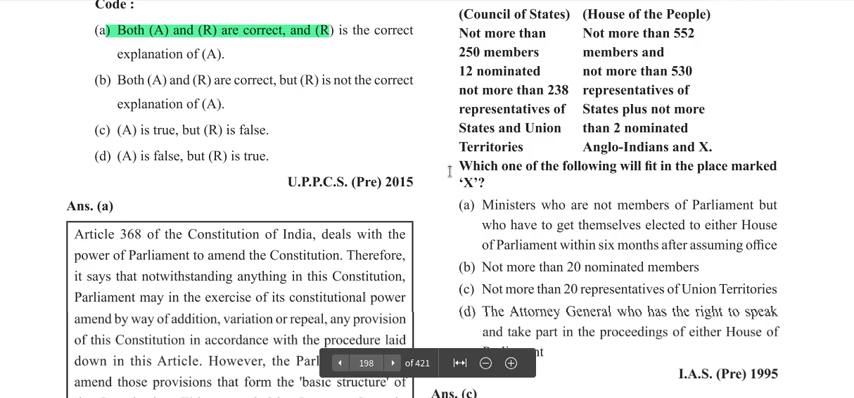 Code :
(a) Both (A) and (R) are correct, and (R) is the correct
explanation of (A).
(b) Both (A) and (R) are correct, but (R) is not the correct
explanation of (A).
(c) (A) is true, but (R) is false.
(d) (A) is false, but (R) is true.
U.P.P.C.S. (Pre) 2015
Ans. (a)
Article 368 of the Constitution of India, deals with the
power of Parliament to amend the Constitution. Therefore,
it says that notwithstanding anything in this Constitution,
Parliament may in the exercise of its constitutional power
amend by way of addition, variation or repeal, any provision
of this Constitution in accordance with the procedure laid
down in this Article. However, the
amend those provisions that form the 'basic structure' of
(Council of States) (House of the People)
Not more than Not more than 552
250 members members and
12 nominated not more than 530
not more than 238 representatives of
representatives of States plus not more
States and Union than 2 nominated
Territories Anglo-Indians and X.
Which one of the following will fit in the place marked
‘X’?
(a) Ministers who are not members of Parliament but
who have to get themselves elected to either House
of Parliament within six months after assuming office
(b) Not more than 20 nominated members
(c) Not more than 20 representatives of Union Territories
(d) The Attorney General who has the right to speak
and take part in the proceedings of either House of
I.A.S. (Pre) 1995
Ans. (c)
198 of 421